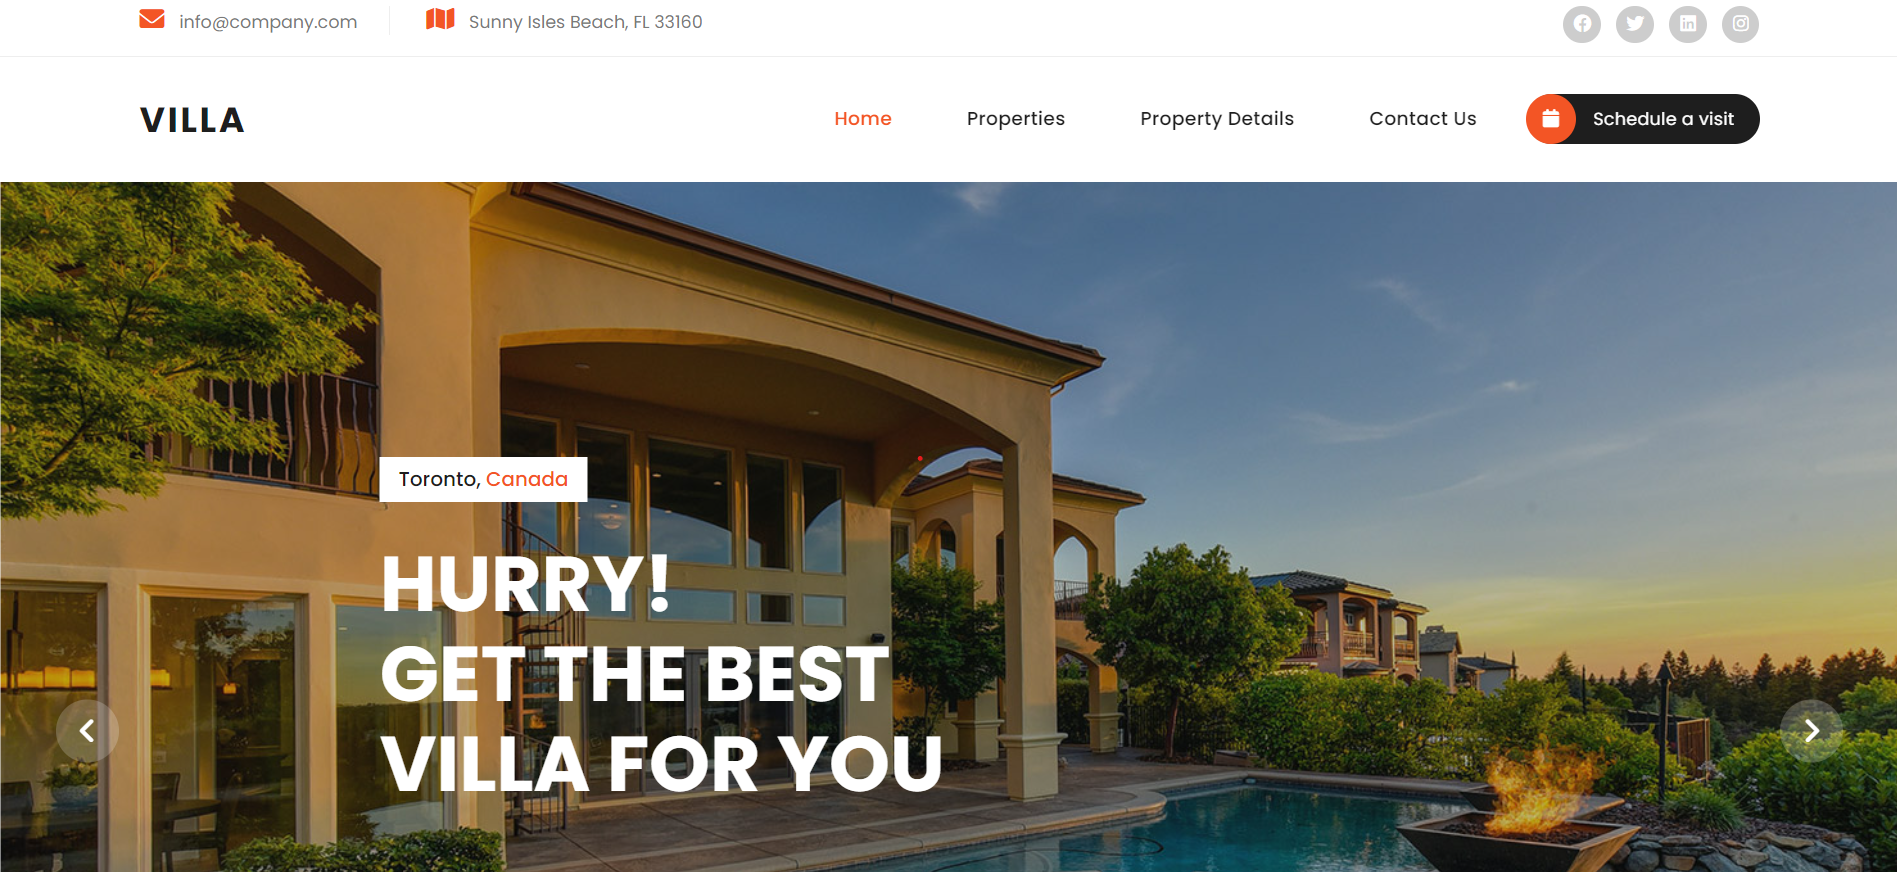 info@company.com
Sunny Isles Beach, FL 33160
VILLA
Home
Properties
Property Details
Contact Us
Schedule a visit
Toronto, Canada
HURRY!
GET THE BEST
VILLA FOR YOU